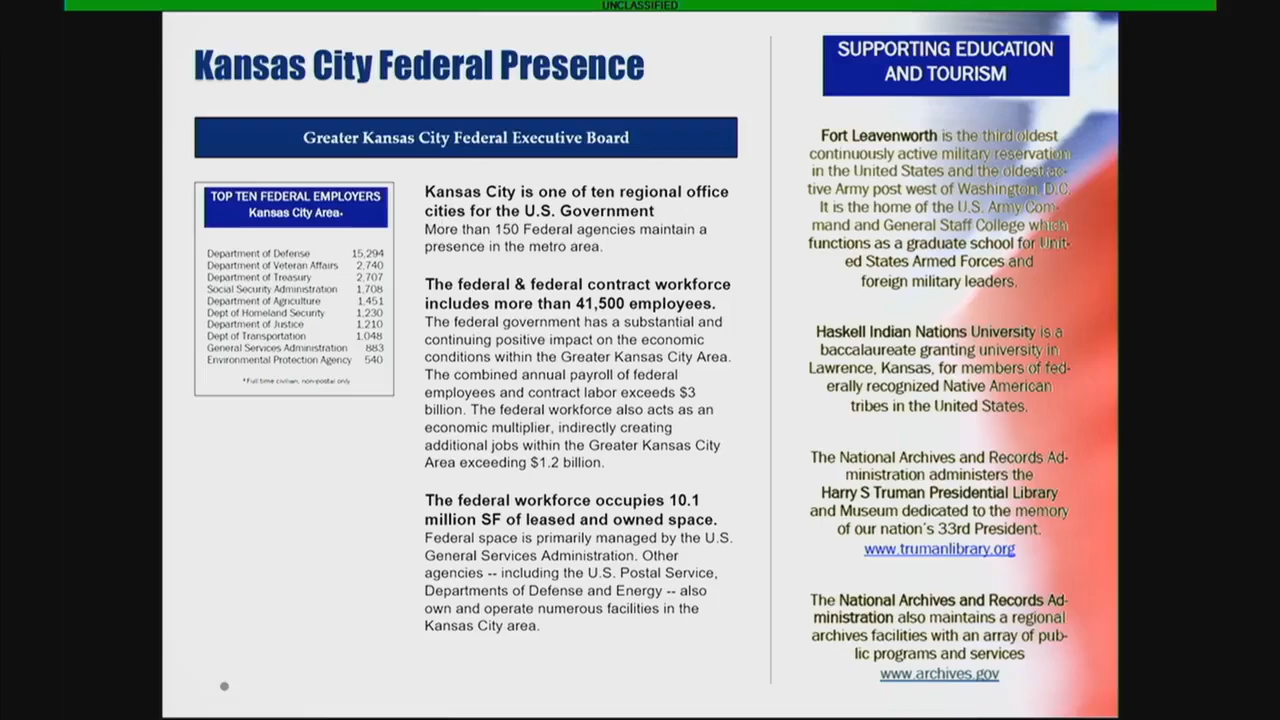 UNCLASSIFIED
Kansas City Federal Presence
Greater Kansas City Federal Executive Board
TOP TEN FEDERAL EMPLOYERS
Kansas City Area*
Department of Defense 15,294
Department of Veteran Affairs 2,740
Department of Treasury 2,707
Social Security Administration 1,708
Department of Agriculture 1,451
Dept of Homeland Security 1,230
Department of Justice 1,210
Dept of Transportation 1,048
General Services Administration 883
Environmental Protection Agency 540
*Full time civilian, non-postal only
Kansas City is one of ten regional office
cities for the U.S. Government
More than 150 Federal agencies maintain a
presence in the metro area.
The federal & federal contract workforce
includes more than 41,500 employees.
The federal government has a substantial and
continuing positive impact on the economic
conditions within the Greater Kansas City Area.
The combined annual payroll of federal
employees and contract labor exceeds $3
billion. The federal workforce also acts as an
economic multiplier, indirectly creating
additional jobs within the Greater Kansas City
Area exceeding $1.2 billion.
The federal workforce occupies 10.1
million SF of leased and owned space.
Federal space is primarily managed by the U.S.
General Services Administration. Other
agencies -- including the U.S. Postal Service,
Departments of Defense and Energy -- also
own and operate numerous facilities in the
Kansas City area.
SUPPORTING EDUCATION
AND TOURISM
Fort Leavenworth is the third oldest
continuously active military reservation
in the United States and the oldest ac-
tive Army post west of Washington, D.C.
It is the home of the U.S. Army Com-
mand and General Staff College which
functions as a graduate school for Unit-
ed States Armed Forces and
foreign military leaders.
Haskell Indian Nations University is a
baccalaureate granting university in
Lawrence, Kansas, for members of fed-
erally recognized Native American
tribes in the United States.
The National Archives and Records Ad-
ministration administers the
Harry S Truman Presidential Library
and Museum dedicated to the memory
of our nation's 33rd President.
www.trumanlibrary.org
The National Archives and Records Ad-
ministration also maintains a regional
archives facilities with an array of pub-
lic programs and services
www.archives.gov